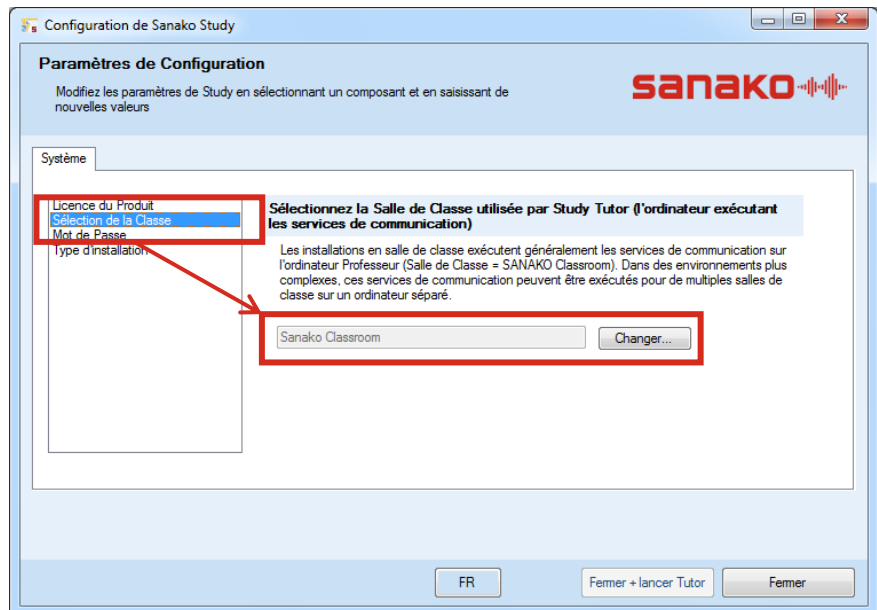 Configuration de Sanako Study
Paramètres de Configuration
Modifiez les paramètres de Study en sélectionnant un composant et en saisissant de
nouvelles valeurs
sanako
Système
Licence du Produit
Sélection de la Classe
Mot de Passe
Type d'installation
Sélectionnez la Salle de Classe utilisée par Study Tutor (l'ordinateur exécutant
les services de communication)
Les installations en salle de classe exécutent généralement les services de communication sur
l'ordinateur Professeur (Salle de Classe = SANAKO Classroom). Dans des environnements plus
complexes, ces services de communication peuvent être exécutés pour de multiples salles de
classe sur un ordinateur séparé.
Sanako Classroom
Changer...
FR
Fermer + lancer Tutor
Fermer